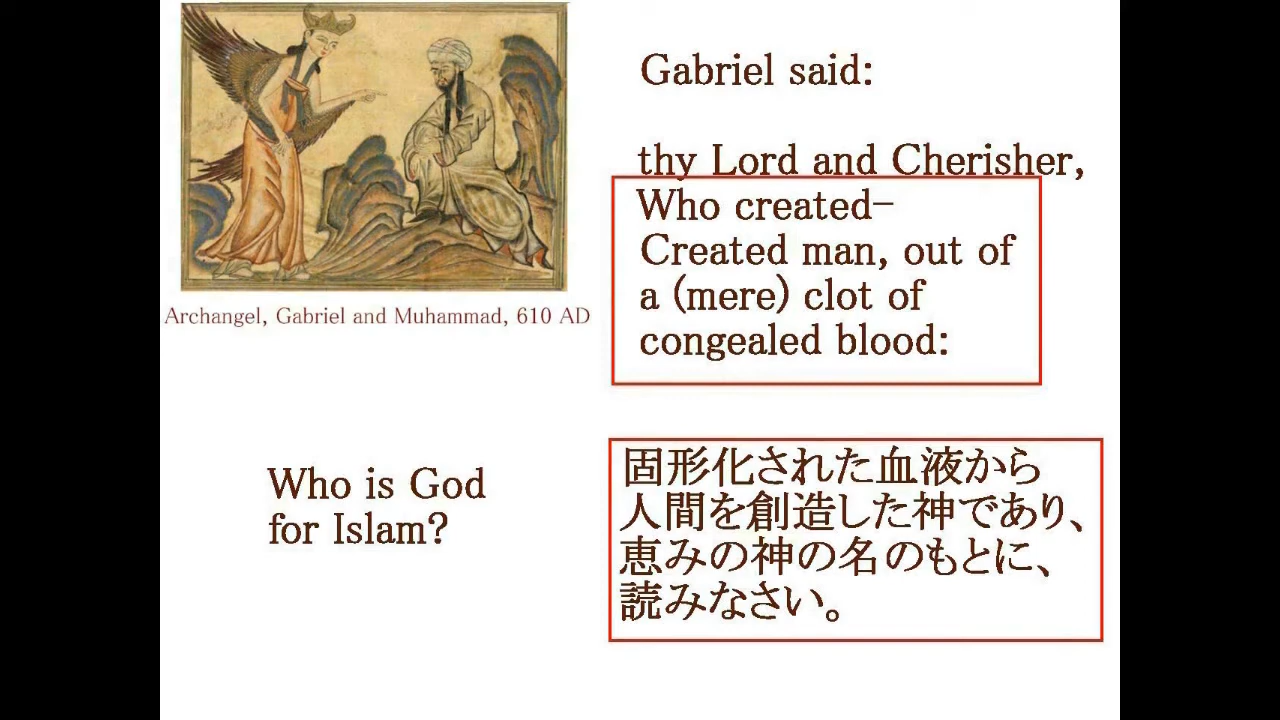 Gabriel said:
thy Lord and Cherisher,
Who created-
Created man, out of
a (mere) clot of
congealed blood:
Archangel, Gabriel and Muhammad, 610 AD
Who is God
for Islam?
固形化された血液から
人間を創造した神であり、
恵みの神の名のもとに、
読みなさい。